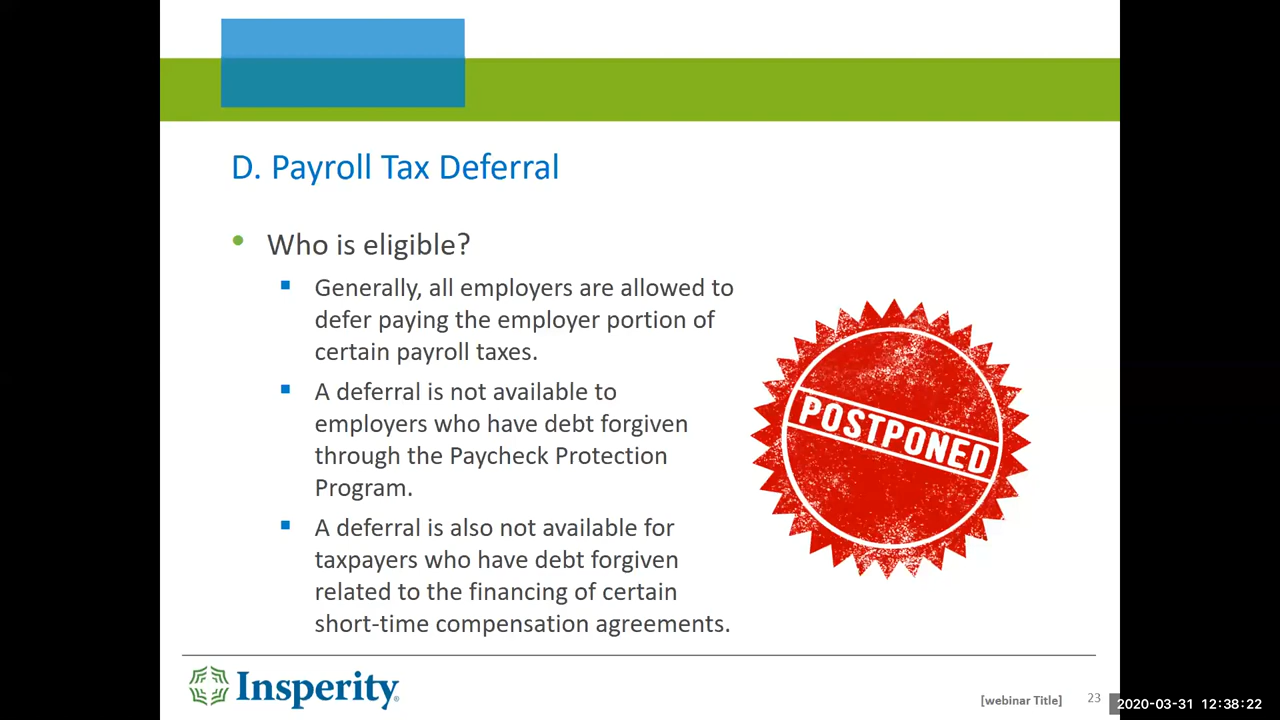 D. Payroll Tax Deferral
• Who is eligible?
▪ Generally, all employers are allowed to
defer paying the employer portion of
certain payroll taxes.
▪ A deferral is not available to
employers who have debt forgiven
through the Paycheck Protection
Program.
▪ A deferral is also not available for
taxpayers who have debt forgiven
related to the financing of certain
short-time compensation agreements.
POSTPONED
Insperity
[webinar Title]
23
2020-03-31 12:38:22